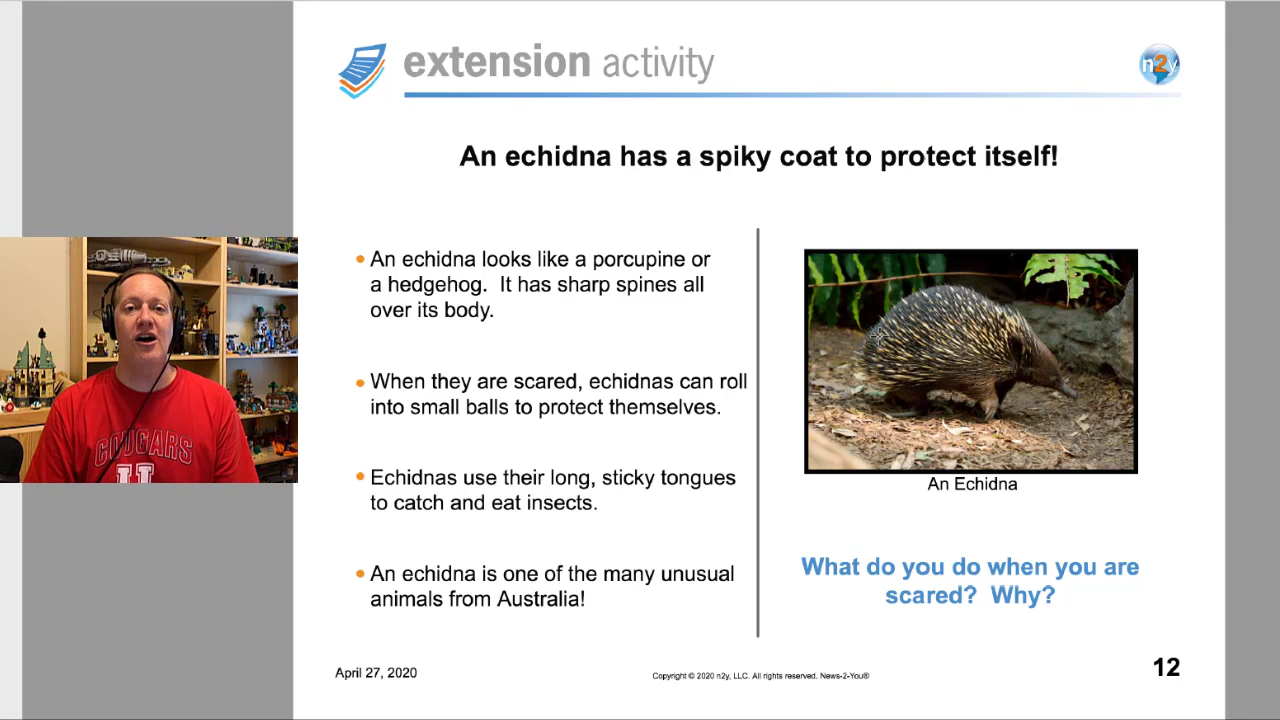 extension activity
n2y
An echidna has a spiky coat to protect itself!
An echidna looks like a porcupine or
a hedgehog. It has sharp spines all
over its body.
When they are scared, echidnas can roll
into small balls to protect themselves.
Echidnas use their long, sticky tongues
to catch and eat insects.
An echidna is one of the many unusual
animals from Australia!
An Echidna
What do you do when you are
scared? Why?
COUGARS
April 27, 2020
Copyright © 2020 n2y, LLC. All rights reserved. News-2-You®
12